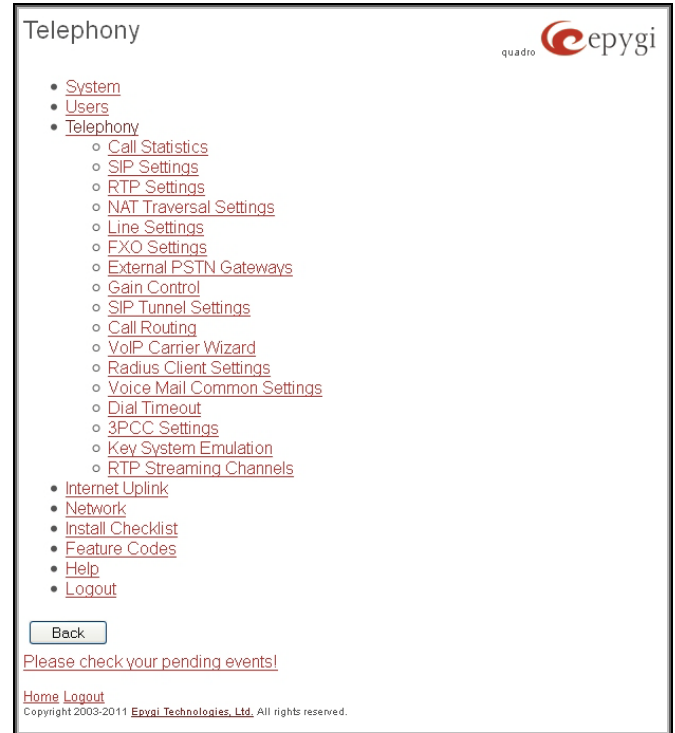 Telephony
quadro epygi
System
Users
Telephony
Call Statistics
SIP Settings
RTP Settings
NAT Traversal Settings
Line Settings
FXO Settings
External PSTN Gateways
Gain Control
SIP Tunnel Settings
Call Routing
VoIP Carrier Wizard
Radius Client Settings
Voice Mail Common Settings
Dial Timeout
3PCC Settings
Key System Emulation
RTP Streaming Channels
Internet Uplink
Network
Install Checklist
Feature Codes
Help
Logout
Back
Please check your pending events!
Home Logout
Copyright 2003-2011 Epygi Technologies, Ltd. All rights reserved.